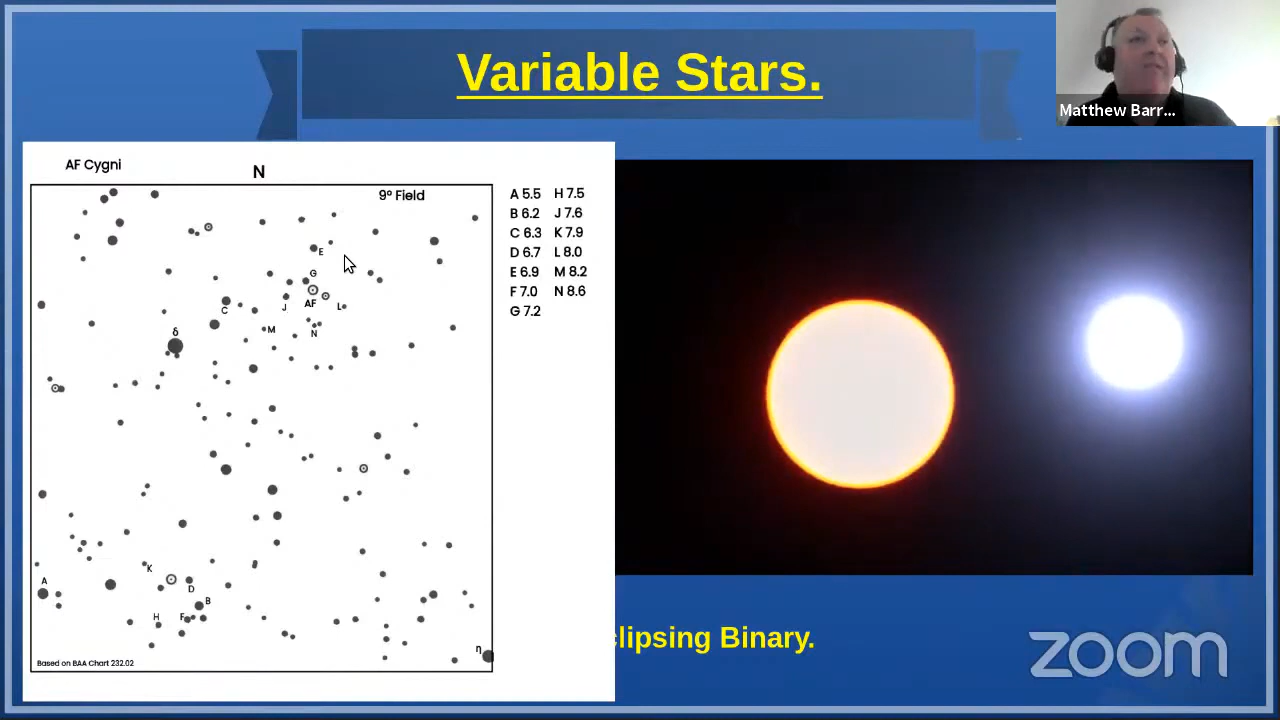 Variable Stars.
Matthew Barr...
AF Cygni
N
9° Field
A 5.5 H 7.5
B 6.2 J 7.6
C 6.3 K 7.9
D 6.7 L 8.0
E 6.9 M 8.2
F 7.0 N 8.6
G 7.2
E
G
AF
J
L
C
M
N
δ
K
A
D
B
H
F
η
Based on BAA Chart 232.02
clipsing Binary.
zoom